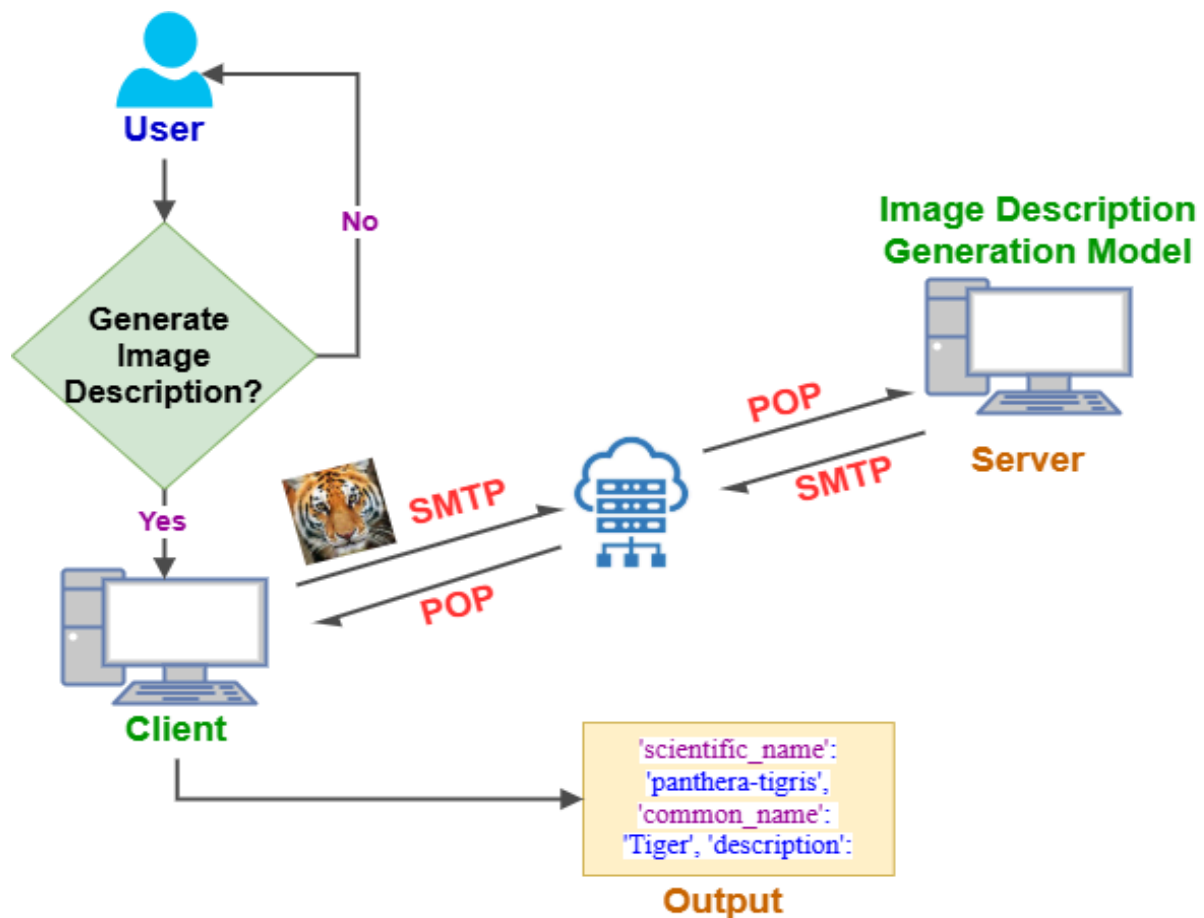 User
No
Generate
Image
Description?
Yes
Image Description
Generation Model
Server
POP
SMTP
SMTP
POP
Client
'scientific_name':
'panthera-tigris',
'common_name':
'Tiger', 'description':
Output